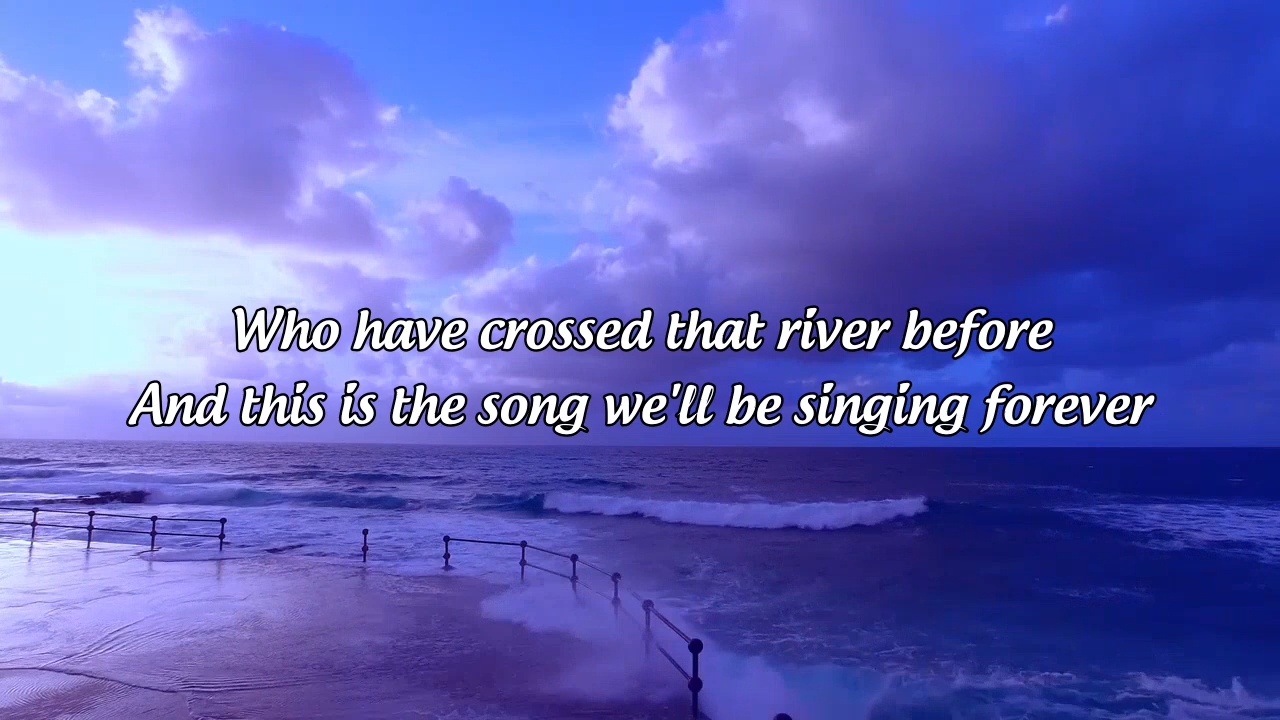 Who have crossed that river before
And this is the song we'll be singing forever